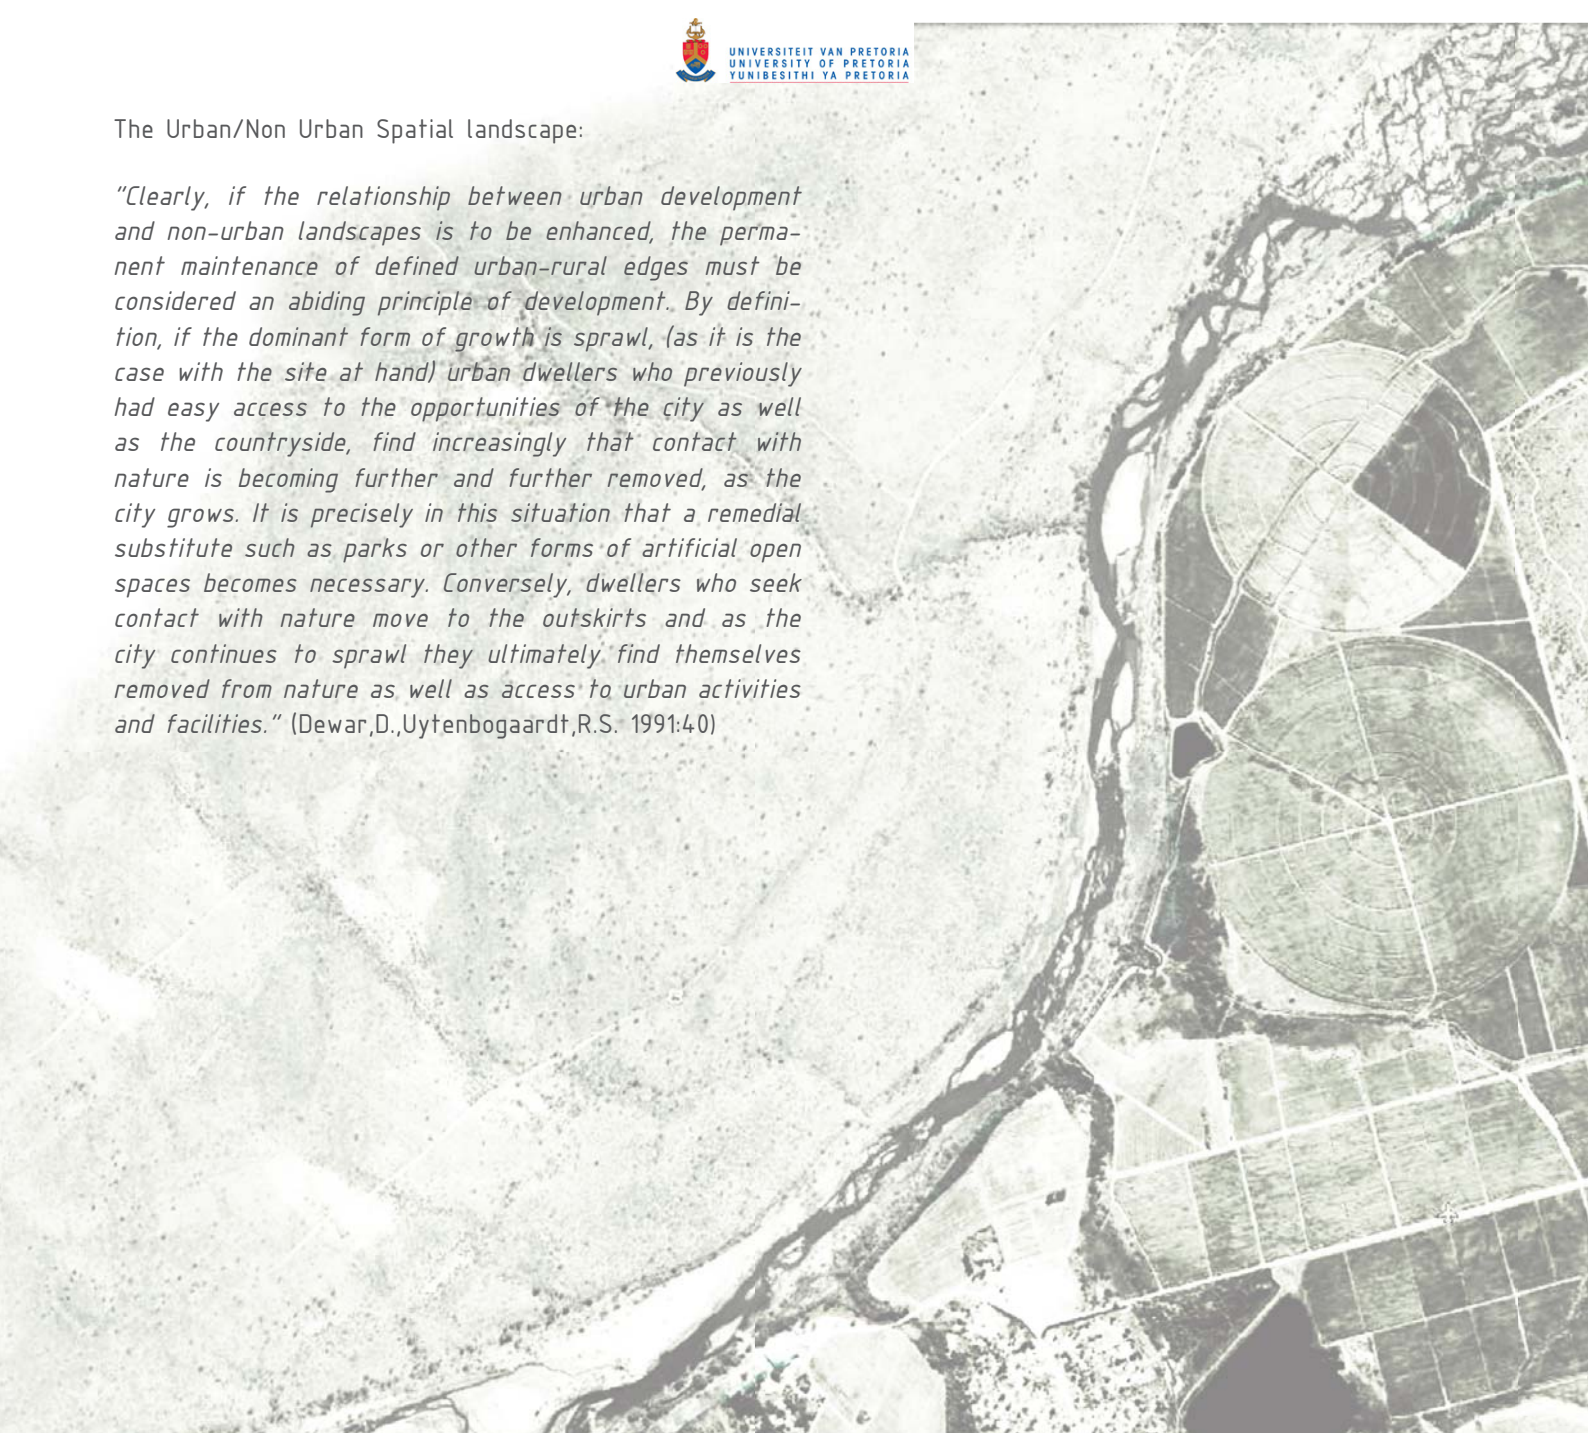 UNIVERSITEIT VAN PRETORIA
UNIVERSITY OF PRETORIA
YUNIBESITHI YA PRETORIA
The Urban/Non Urban Spatial landscape:
"Clearly, if the relationship between urban development
and non-urban landscapes is to be enhanced, the perma-
nent maintenance of defined urban-rural edges must be
considered an abiding principle of development. By defini-
tion, if the dominant form of growth is sprawl, (as it is the
case with the site at hand) urban dwellers who previously
had easy access to the opportunities of the city as well
as the countryside, find increasingly that contact with
nature is becoming further and further removed, as the
city grows. It is precisely in this situation that a remedial
substitute such as parks or other forms of artificial open
spaces becomes necessary. Conversely, dwellers who seek
contact with nature move to the outskirts and as the
city continues to sprawl they ultimately find themselves
removed from nature as well as access to urban activities
and facilities." (Dewar,D.,Uytenbogaardt,R.S. 1991:40)